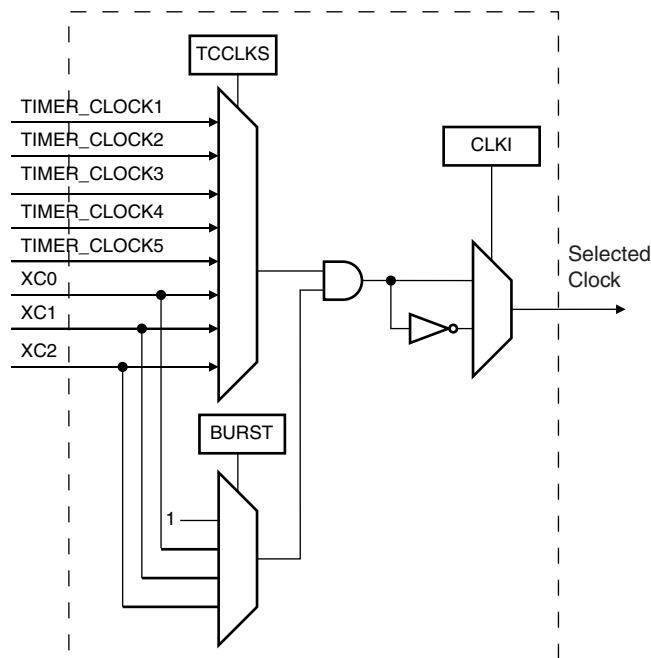 TCCLKS
TIMER_CLOCK1
TIMER_CLOCK2
TIMER_CLOCK3
TIMER_CLOCK4
TIMER_CLOCK5
XC0
XC1
XC2
CLKI
Selected
Clock
BURST
1